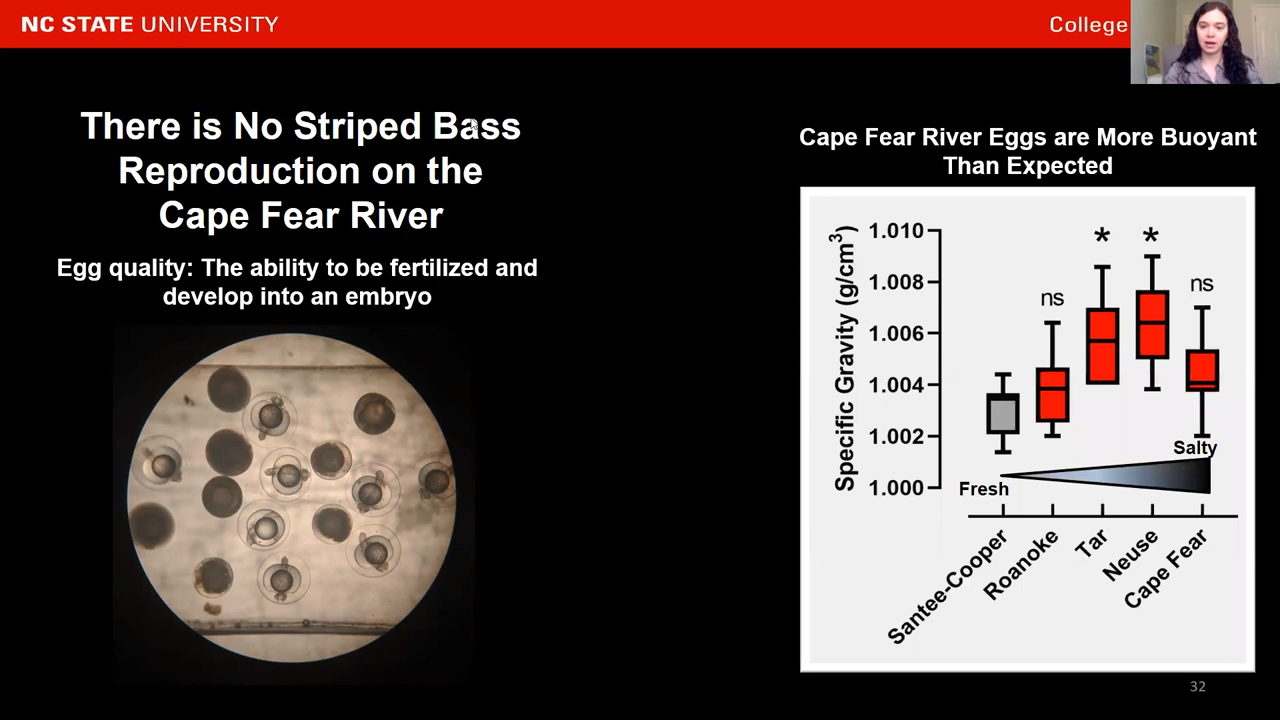 NC STATE UNIVERSITY
College
There is No Striped Bass
Reproduction on the
Cape Fear River
Egg quality: The ability to be fertilized and
develop into an embryo
Cape Fear River Eggs are More Buoyant
Than Expected
Specific Gravity (g/cm³)
1.010
1.008
1.006
1.004
1.002
1.000
ns
*
*
ns
Salty
Fresh
Santee-Cooper
Roanoke
Tar
Neuse
Cape Fear
32